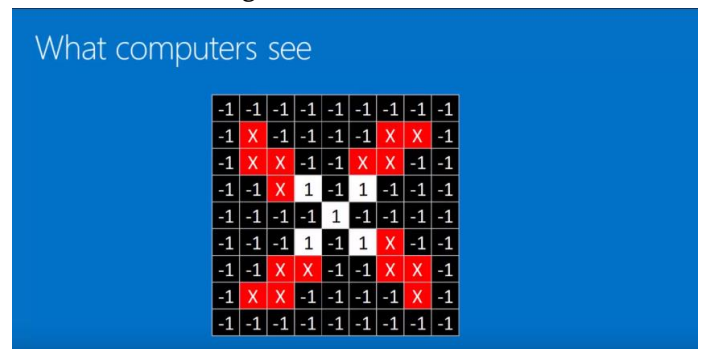 What computers see
-1 -1 -1 -1 -1 -1 -1 -1 -1
-1 X -1 -1 -1 -1 X X -1
-1 X X -1 -1 X X -1 -1
-1 -1 X 1 -1 1 -1 -1 -1
-1 -1 -1 -1 1 -1 -1 -1 -1
-1 -1 -1 1 -1 1 X -1 -1
-1 -1 X X -1 -1 X X -1
-1 X X -1 -1 -1 -1 X -1
-1 -1 -1 -1 -1 -1 -1 -1 -1